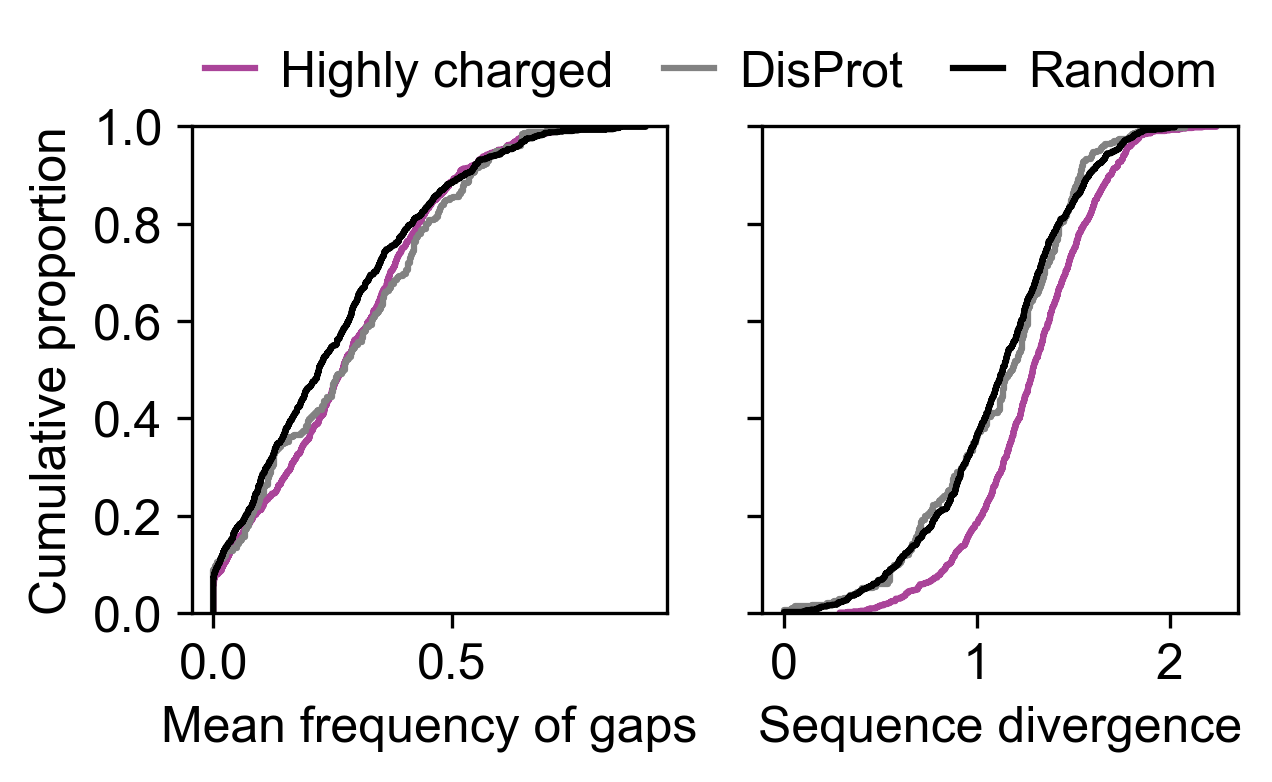 Highly charged DisProt Random
Cumulative proportion
1.0
0.8
0.6
0.4
0.2
0.0
0.0 0.5
Mean frequency of gaps
0 1 2
Sequence divergence